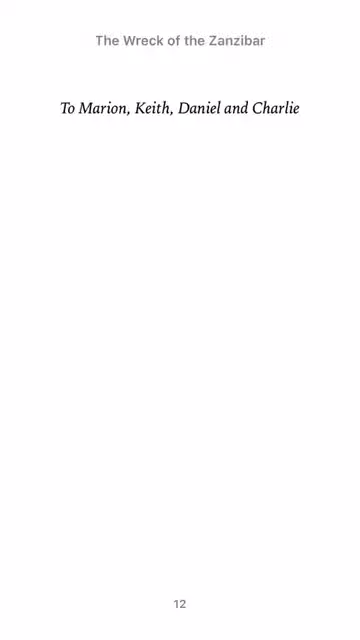 The Wreck of the Zanzibar
To Marion, Keith, Daniel and Charlie
12